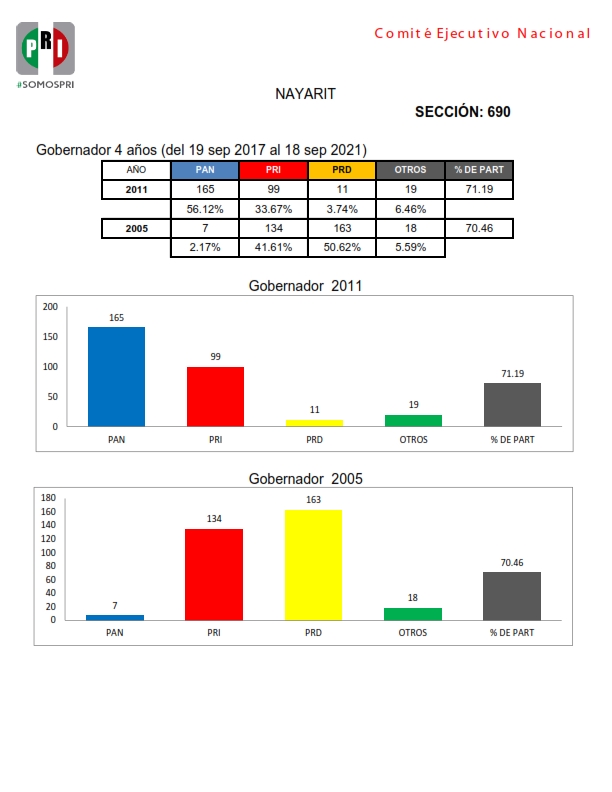 Comité Ejecutivo Nacional
PRI
#SOMOSPRI
NAYARIT
SECCIÓN: 690
Gobernador 4 años (del 19 sep 2017 al 18 sep 2021)
AÑO PAN PRI PRD OTROS % DE PART
2011 165 99 11 19 71.19
56.12% 33.67% 3.74% 6.46%
2005 7 134 163 18 70.46
2.17% 41.61% 50.62% 5.59%
Gobernador 2011
200
150
100
50
0
165
99
11
19
71.19
PAN PRI PRD OTROS % DE PART
Gobernador 2005
180
160
140
120
100
80
60
40
20
0
7
134
163
18
70.46
PAN PRI PRD OTROS % DE PART